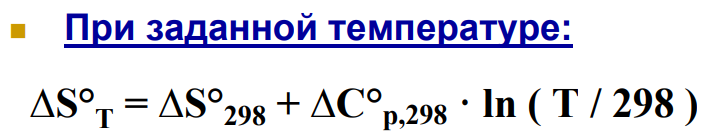 При заданной температуре:
ΔS°T = ΔS°298 + ΔC°p,298 · ln ( T / 298 )